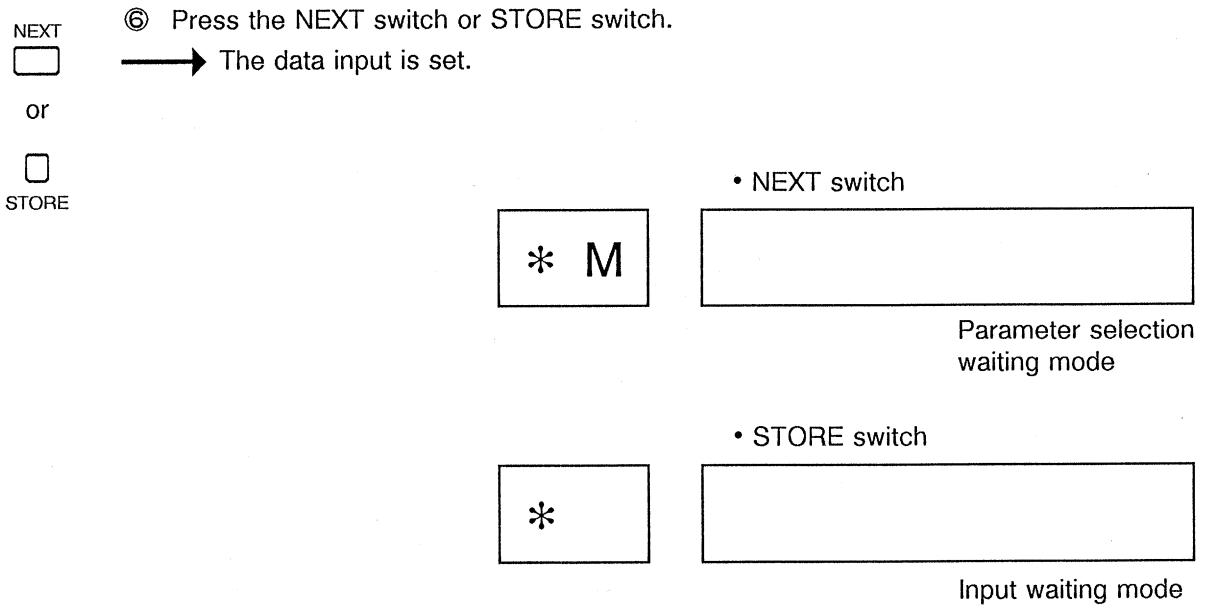 NEXT
or
STORE
⑥ Press the NEXT switch or STORE switch.
The data input is set.
• NEXT switch
* M
Parameter selection
waiting mode
• STORE switch
*
Input waiting mode